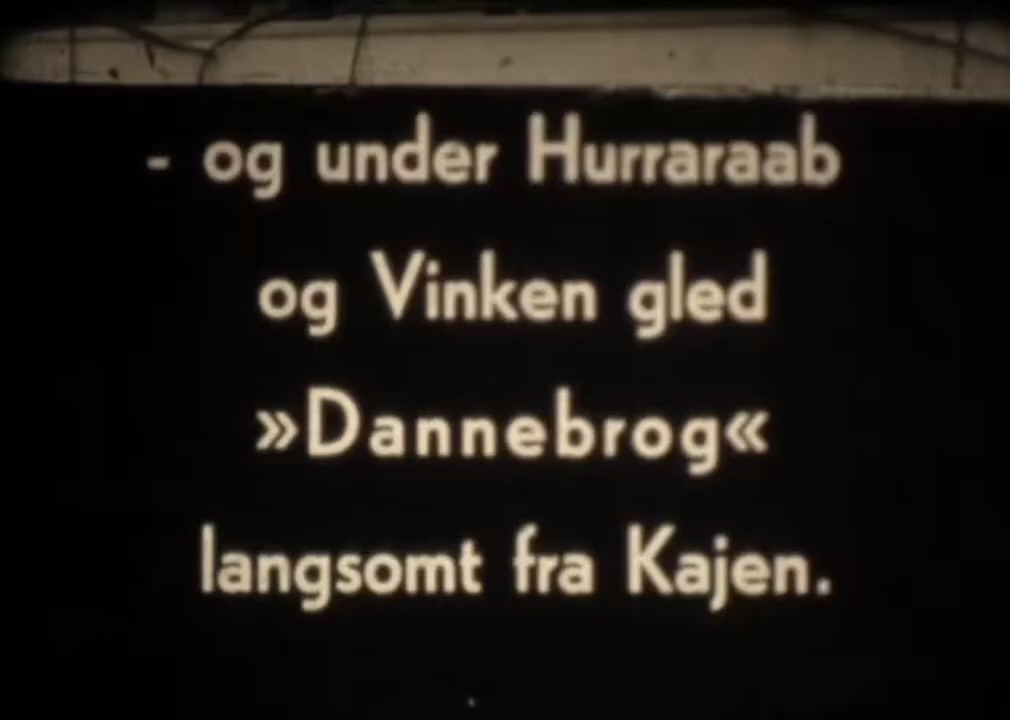 - og under Hurraraab
og Vinken gled
»Dannebrog«
langsomt fra Kajen.